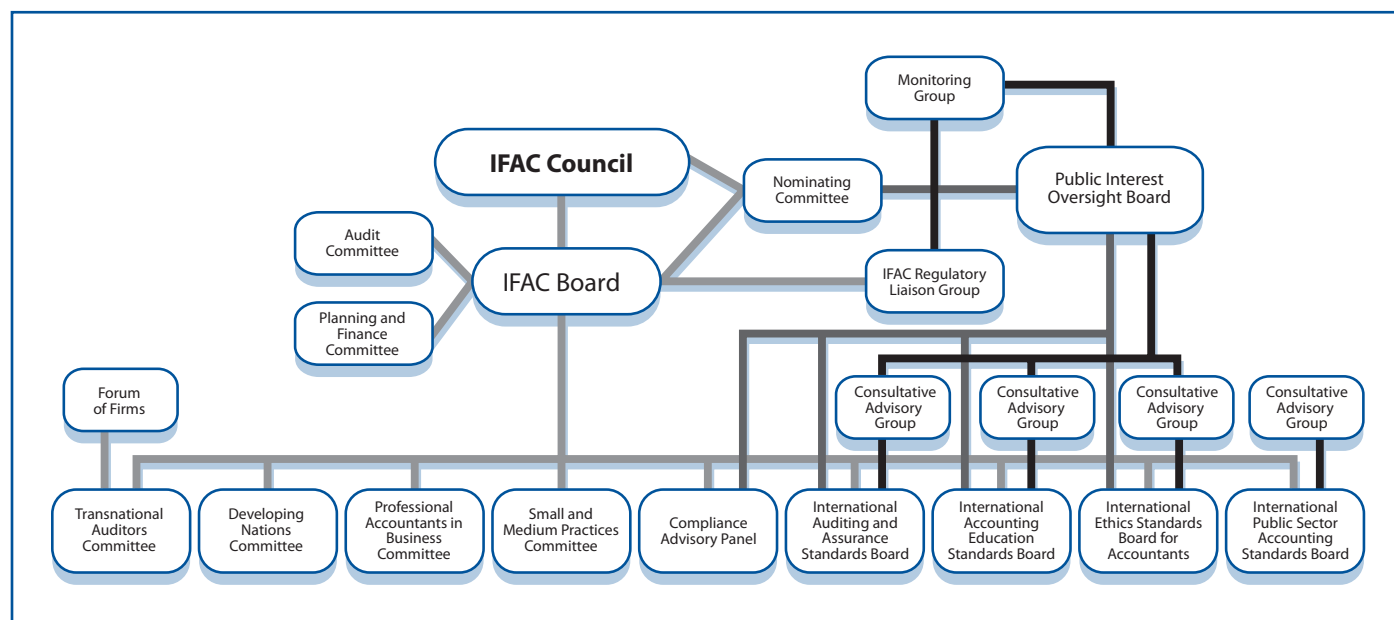 Monitoring
Group
IFAC Council
Nominating
Committee
Public Interest
Oversight Board
Audit
Committee
IFAC Board
IFAC Regulatory
Liaison Group
Planning and
Finance
Committee
Forum
of Firms
Consultative
Advisory
Group
Consultative
Advisory
Group
Consultative
Advisory
Group
Consultative
Advisory
Group
Transnational
Auditors
Committee
Developing
Nations
Committee
Professional
Accountants in
Business
Committee
Small and
Medium Practices
Committee
Compliance
Advisory Panel
International
Auditing and
Assurance
Standards Board
International
Accounting
Education
Standards Board
International
Ethics Standards
Board for
Accountants
International
Public Sector
Accounting
Standards Board